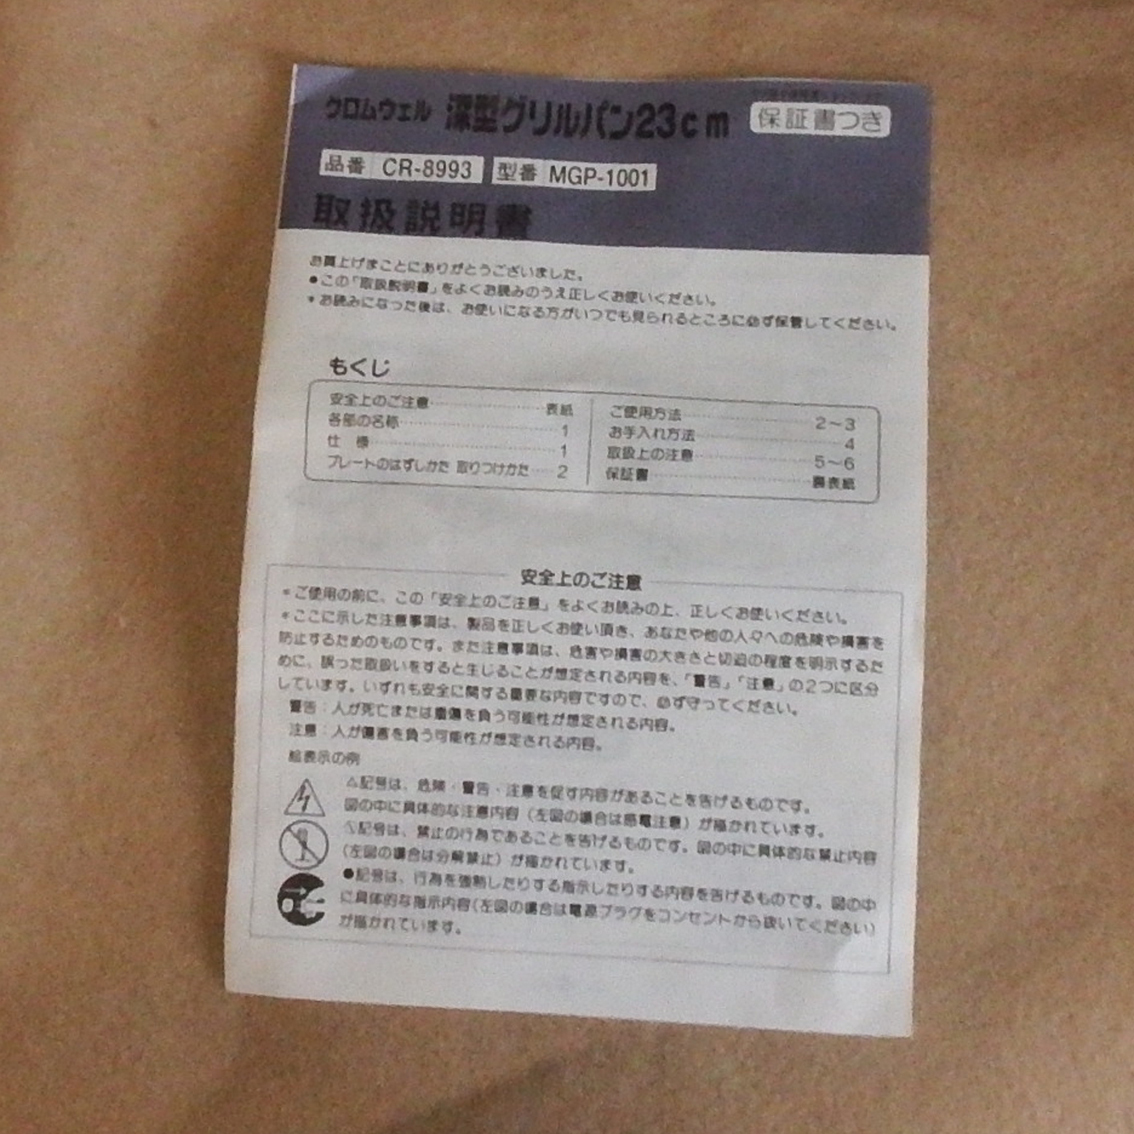 クロムウェル 深型グリルパン23cm 保証書つき
品番 CR-8993 型番 MGP-1001
取扱説明書
お買上げまことにありがとうございました。
●この「取扱説明書」をよくお読みのうえ正しくお使いください。
*お読みになった後は、お使いになる方がいつでも見られるところに必ず保管してください。
もくじ
安全上のご注意 表紙
各部の名称 1
仕 様 1
プレートのはずしかた 取りつけかた 2
ご使用方法 2~3
お手入れ方法 4
取扱上の注意 5~6
保証書 裏表紙
安全上のご注意
*ご使用の前に、この「安全上のご注意」をよくお読みの上、正しくお使いください。
*ここに示した注意事項は、製品を正しくお使い頂き、あなたや他の人々への危険や損害を
防止するためのものです。また注意事項は、危害や損害の大きさと切迫の程度を明示するた
めに、誤った取扱いをすると生じることが想定される内容を、「警告」「注意」の2つに区分
しています。いずれも安全に関する重要な内容ですので、必ず守ってください。
警告:人が死亡または重傷を負う可能性が想定される内容。
注意:人が傷害を負う可能性が想定される内容。
絵表示の例
△記号は、危険・警告・注意を促す内容があることを告げるものです。
図の中に具体的な注意内容(左図の場合は感電注意)が描かれています。
記号は、禁止の行為であることを告げるものです。図の中に具体的な禁止内容
(左図の場合は分解禁止)が描かれています。
●記号は、行為を強制したりする指示したりする内容を告げるものです。図の中
に具体的な指示内容(左図の場合は電源プラグをコンセントから抜いてください)
が描かれています。